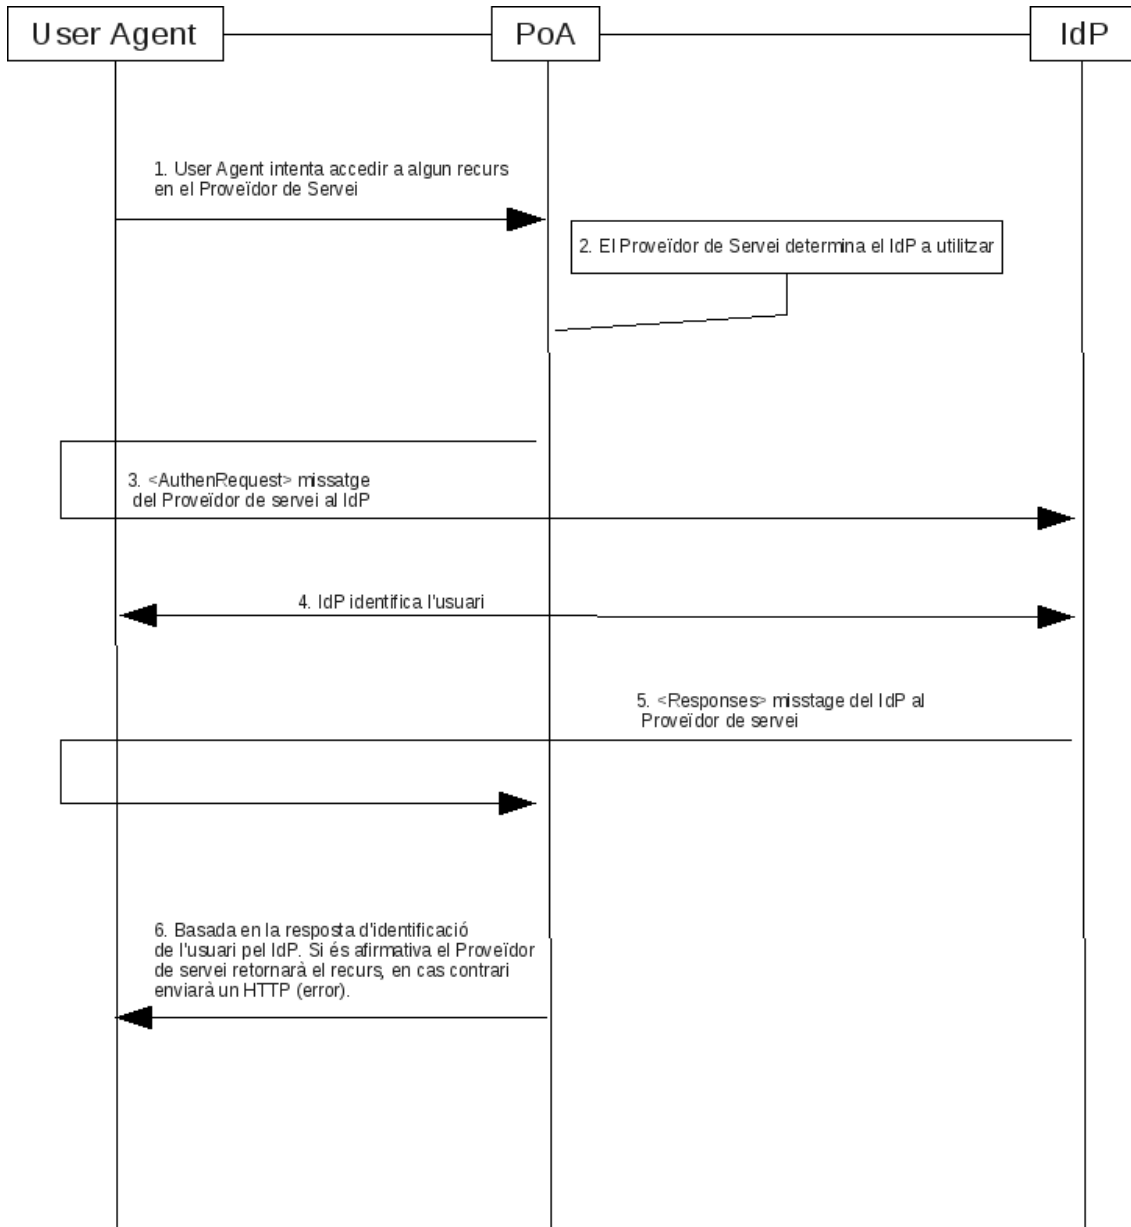 User Agent
PoA
IdP
1. User Agent intenta accedir a algun recurs
en el Proveïdor de Servei
2. El Proveïdor de Servei determina el IdP a utilitzar
3. <AuthenRequest> missatge
del Proveïdor de servei al IdP
4. IdP identifica l'usuari
5. <Responses> misstage del IdP al
Proveïdor de servei
6. Basada en la resposta d'identificació
de l'usuari pel IdP. Si és afirmativa el Proveïdor
de servei retornarà el recurs, en cas contrari
enviarà un HTTP (error).